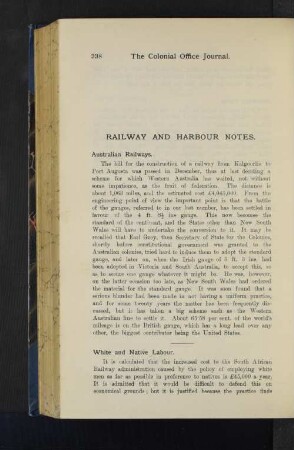 238 The Colonial Office Journal.
RAILWAY AND HARBOUR NOTES.
Australian Railways.
The bill for the construction of a railway from Kalgoorlie to
Port Augusta was passed in December, thus at last deciding a
scheme for which Western Australia has waited, not without
some impatience, as the fruit of federation. The distance is
about 1,063 miles, and the estimated cost £4,045,000. From the
engineering point of view the important point is that the battle
of the gauges, referred to in our last number, has been settled in
favour of the 4 ft. 8½ ins gauge. This now becomes the
standard of the continent, and the States other than New South
Wales will have to undertake the conversion to it. It may be
recalled that Earl Grey, then Secretary of State for the Colonies,
shortly before constitutional government was granted to the
Australian colonies, tried hard to induce them to adopt the standard
gauge, and later on, when the Irish gauge of 5 ft. 3 ins. had
been adopted in Victoria and South Australia, to accept this, so
as to secure one gauge whatever it might be. He was, however,
on the latter occasion too late, as New South Wales had ordered
the material for the standard gauge. It was soon found that a
serious blunder had been made in not having a uniform practice,
and for some twenty years the matter has been frequently discussed,
but it has taken a big scheme such as the Western
Australian line to settle it. About 63.58 per cent. of the world's
mileage is on the British gauge, which has a long lead over any
other, the biggest contributor being the United States.
White and Native Labour.
It is calculated that the increased cost to the South African
Railway administration caused by the policy of employing white
men as far as possible in preference to natives is £45,000 a year.
It is admitted that it would be difficult to defend this on
economical grounds; but it is justified because the practice finds